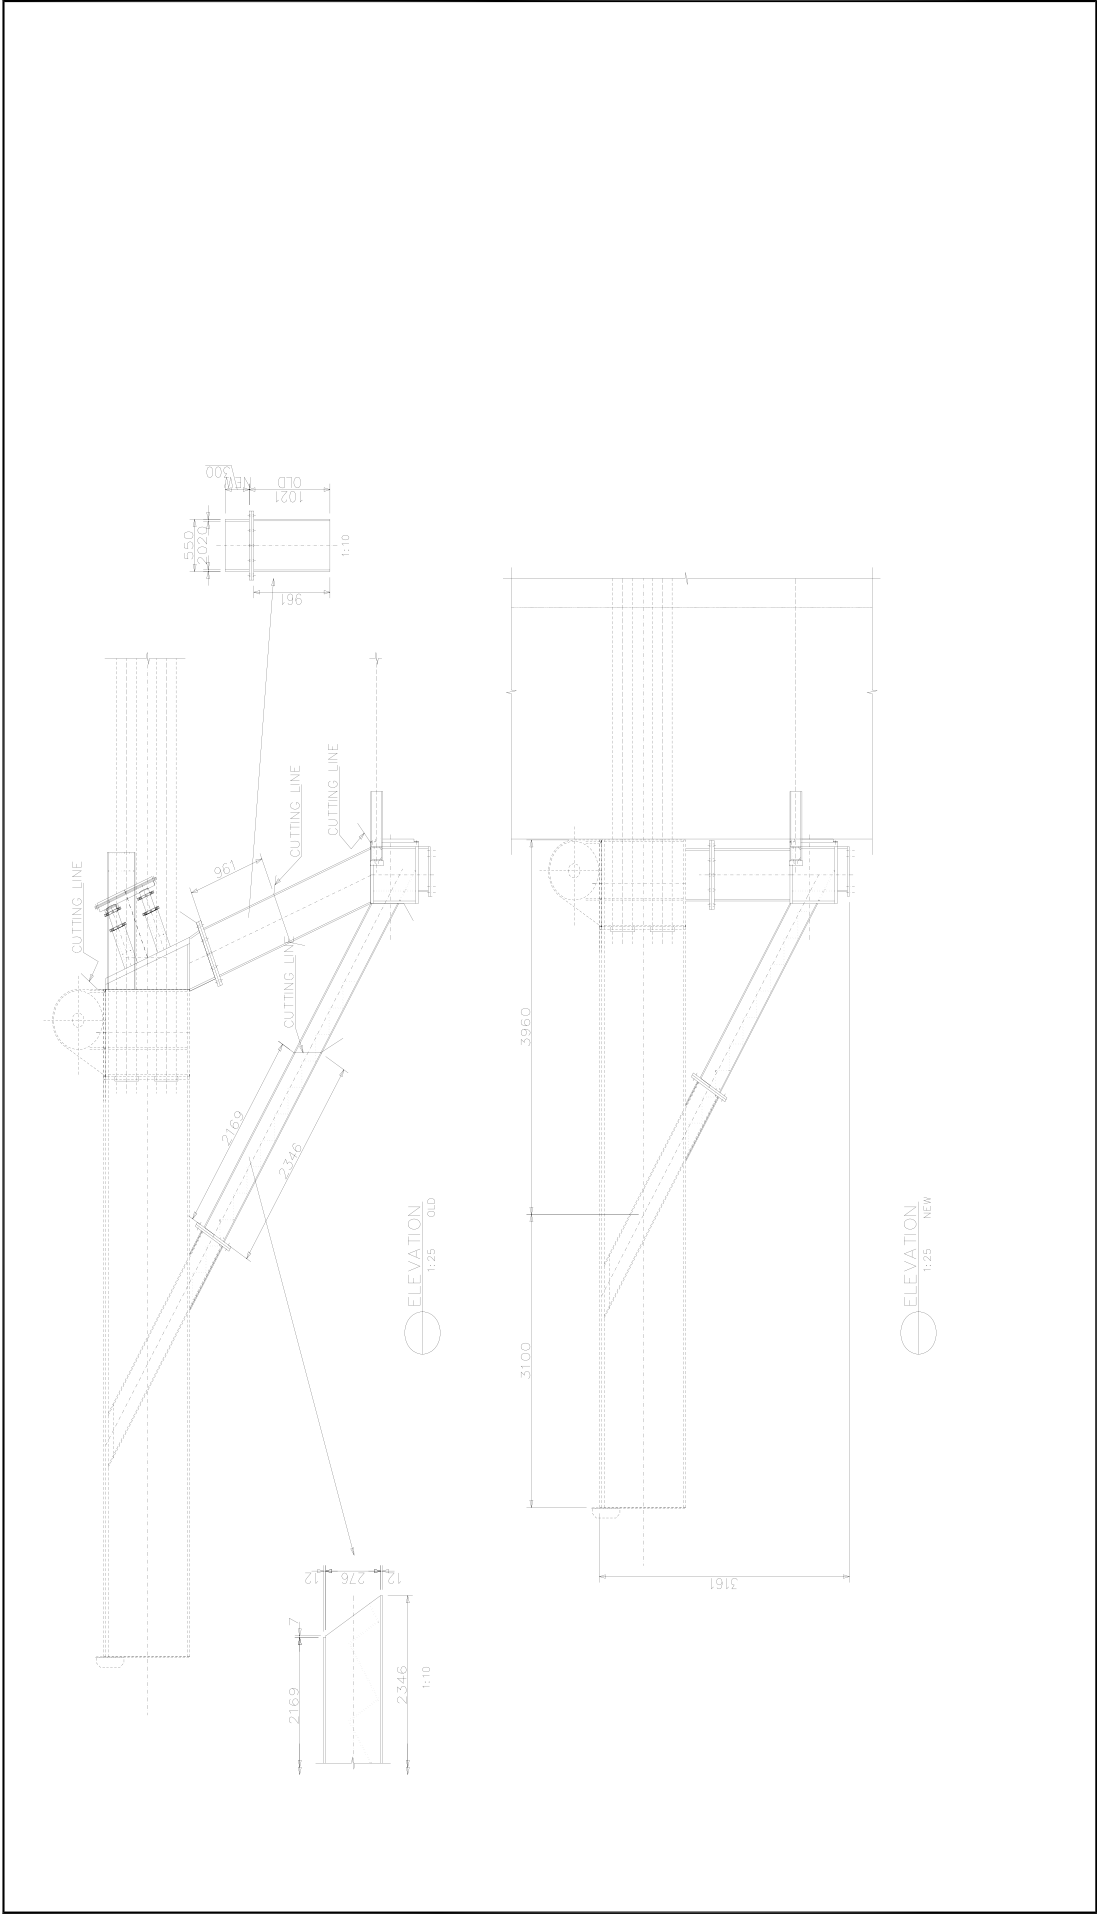 300
NEW
OLD
1021
550
2020
1:10
961
CUTTING LINE
CUTTING LINE
CUTTING LINE
961
CUTTING LINE
2169
2346
ELEVATION
1:25
OLD
12
276
12
7
2169
2346
1:10
3960
3100
3161
ELEVATION
1:25
NEW